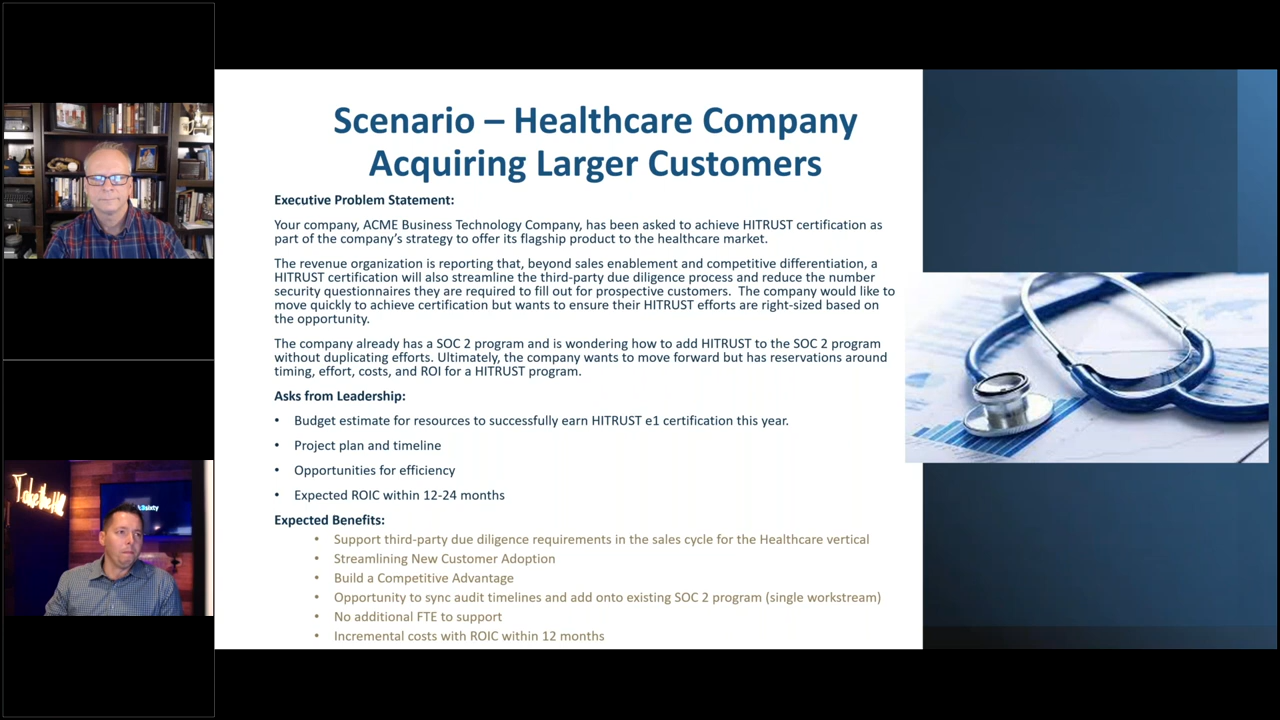 Scenario – Healthcare Company
Acquiring Larger Customers
Executive Problem Statement:
Your company, ACME Business Technology Company, has been asked to achieve HITRUST certification as
part of the company's strategy to offer its flagship product to the healthcare market.
The revenue organization is reporting that, beyond sales enablement and competitive differentiation, a
HITRUST certification will also streamline the third-party due diligence process and reduce the number
security questionnaires they are required to fill out for prospective customers. The company would like to
move quickly to achieve certification but wants to ensure their HITRUST efforts are right-sized based on
the opportunity.
The company already has a SOC 2 program and is wondering how to add HITRUST to the SOC 2 program
without duplicating efforts. Ultimately, the company wants to move forward but has reservations around
timing, effort, costs, and ROI for a HITRUST program.
Asks from Leadership:
• Budget estimate for resources to successfully earn HITRUST e1 certification this year.
• Project plan and timeline
• Opportunities for efficiency
• Expected ROIC within 12-24 months
Expected Benefits:
• Support third-party due diligence requirements in the sales cycle for the Healthcare vertical
• Streamlining New Customer Adoption
• Build a Competitive Advantage
• Opportunity to sync audit timelines and add onto existing SOC 2 program (single workstream)
• No additional FTE to support
• Incremental costs with ROIC within 12 months
Take the